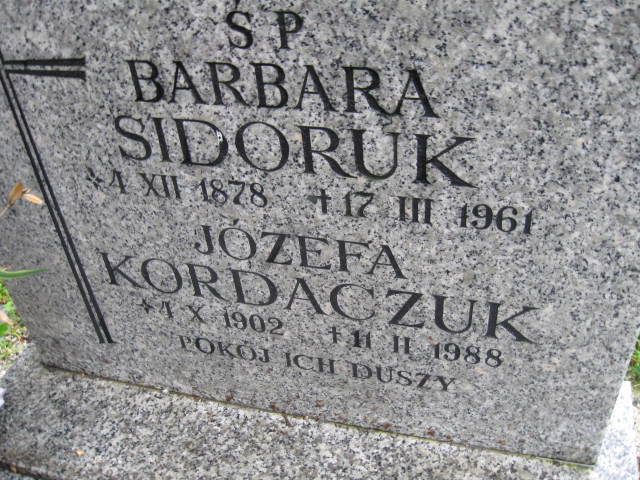 Ś P
BARBARA
SIDORUK
* 4 XII 1878 † 17 III 1961
JÓZEFA
KORDACZUK
* 4 X 1902 † 11 II 1988
POKÓJ ICH DUSZY